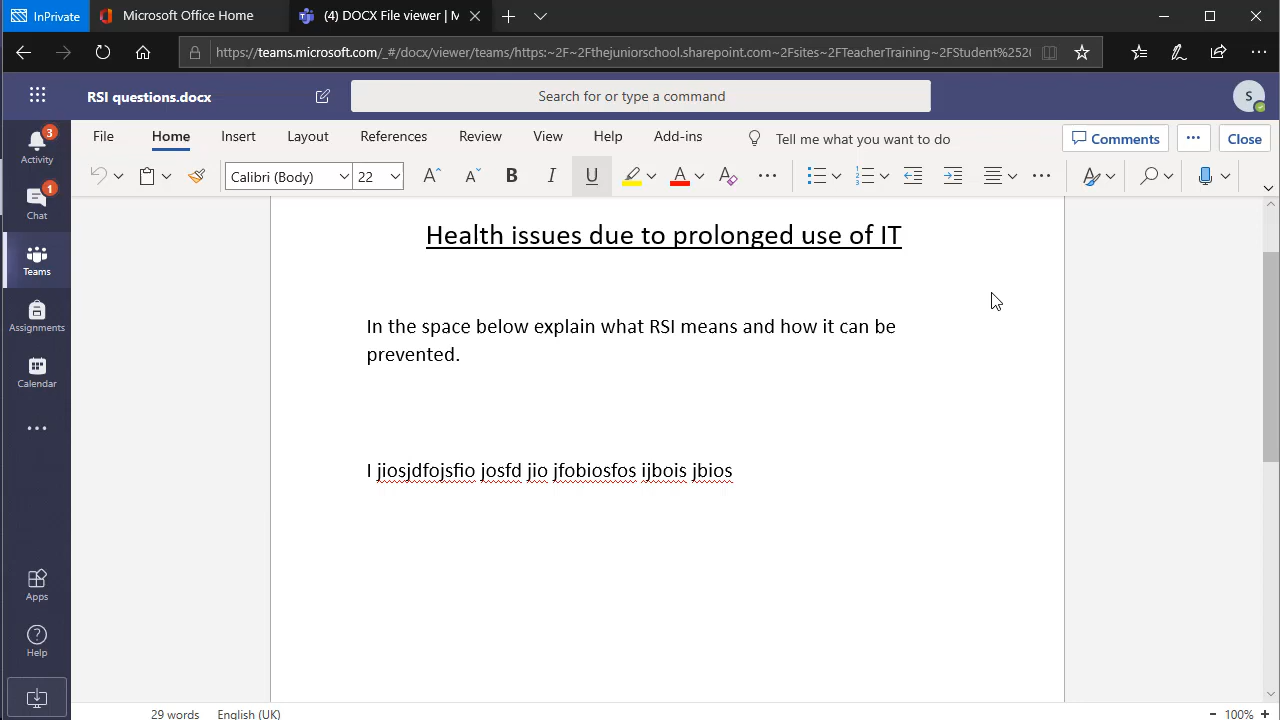 InPrivate
Microsoft Office Home
(4) DOCX File viewer | M
https://teams.microsoft.com/_#/docx/viewer/teams/https:~2F~2Fthejuniorschool.sharepoint.com~2Fsites~2FTeacherTraining~2FStudent%252(
RSI questions.docx
Search for or type a command
S
File Home Insert Layout References Review View Help Add-ins Tell me what you want to do Comments ... Close
Calibri (Body) 22 A A B I U A A
3
Activity
1
Chat
Teams
Assignments
Calendar
Apps
Help
Health issues due to prolonged use of IT
In the space below explain what RSI means and how it can be
prevented.
I jiosjdfojsfio josfd jio jfobiosfos ijbois jbios
29 words English (UK) 100%